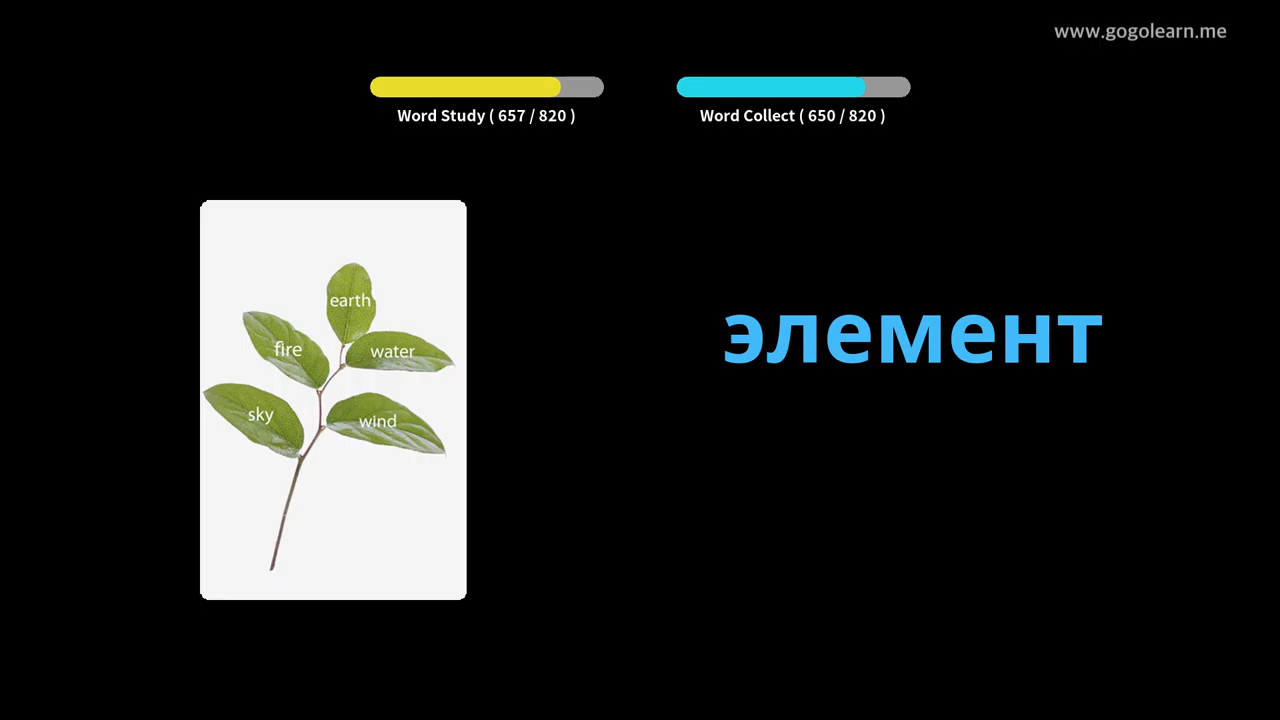 www.gogolearn.me
Word Study ( 657 / 820 )
Word Collect ( 650 / 820 )
earth
fire
water
sky
wind
элемент